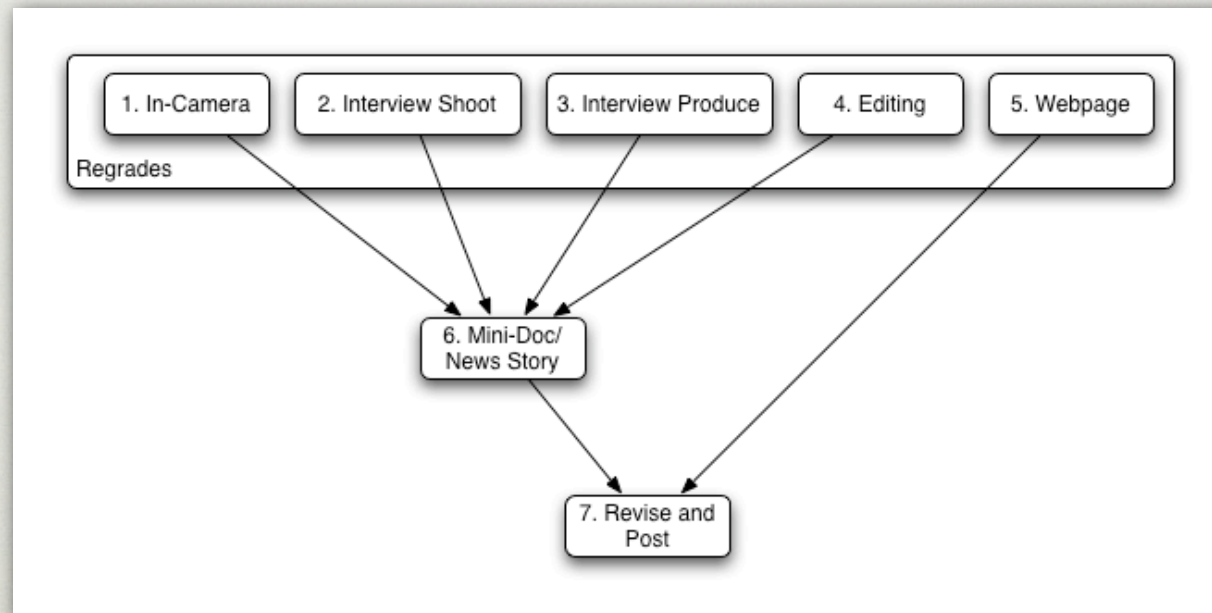 1. In-Camera
2. Interview Shoot
3. Interview Produce
4. Editing
5. Webpage
Regrades
6. Mini-Doc/
News Story
7. Revise and
Post